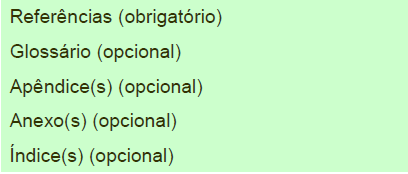 Referências (obrigatório)
Glossário (opcional)
Apêndice(s) (opcional)
Anexo(s) (opcional)
Índice(s) (opcional)